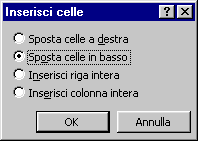 Inserisci celle
Sposta celle a destra
Sposta celle in basso
Inserisci riga intera
Inserisci colonna intera
OK
Annulla